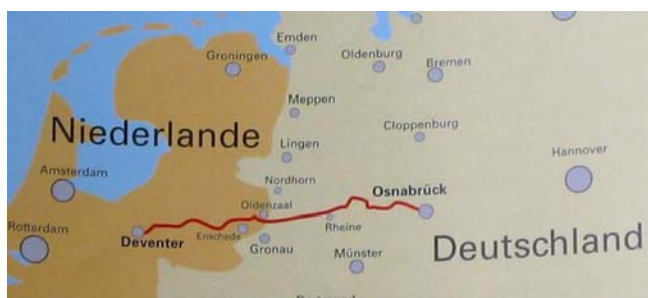 Emden
Groningen
Oldenburg
Bremen
Meppen
Niederlande
Cloppenburg
Lingen
Hannover
Amsterdam
Nordhorn
Osnabrück
Oldenzaal
Rotterdam
Deventer
Enschede
Rheine
Gronau
Münster
Deutschland